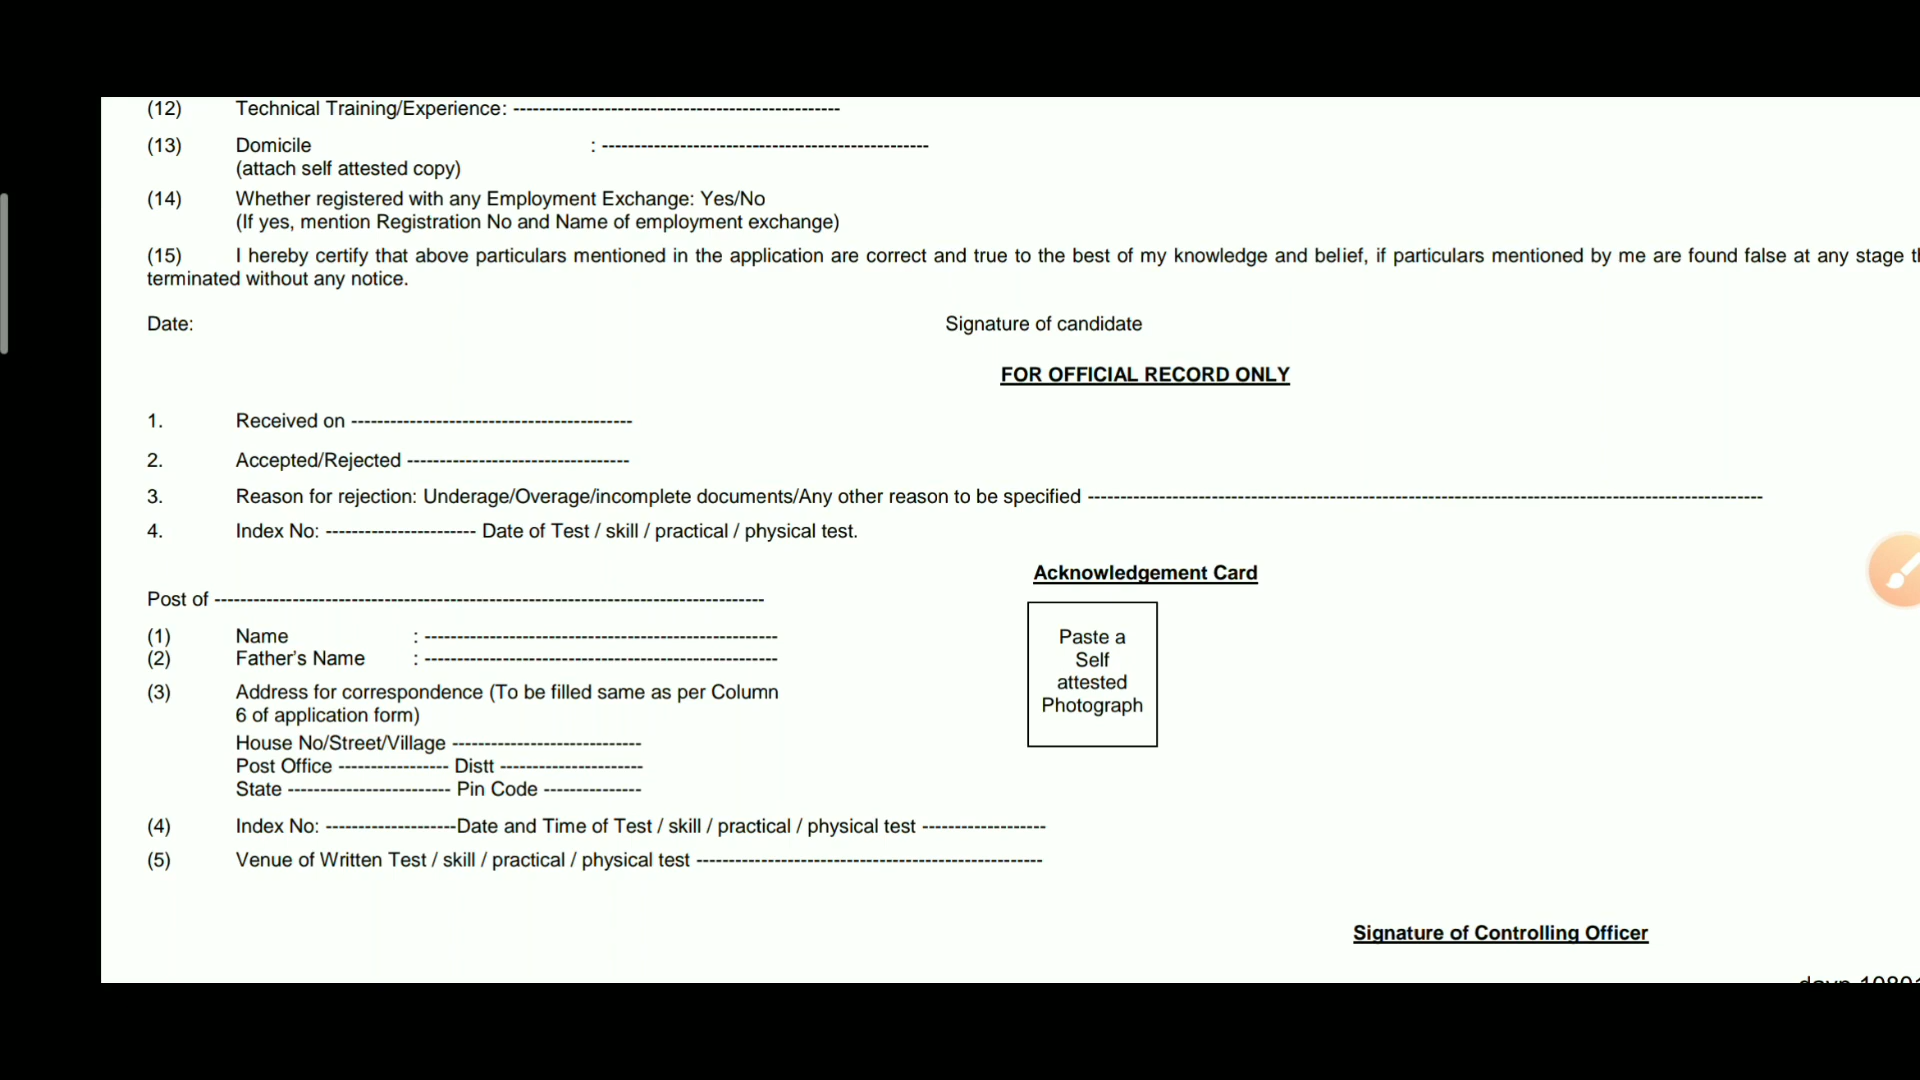 (12) Technical Training/Experience: --------------------------------------------------
(13) Domicile : --------------------------------------------------
(attach self attested copy)
(14) Whether registered with any Employment Exchange: Yes/No
(If yes, mention Registration No and Name of employment exchange)
(15) I hereby certify that above particulars mentioned in the application are correct and true to the best of my knowledge and belief, if particulars mentioned by me are found false at any stage
terminated without any notice.
Date: Signature of candidate
FOR OFFICIAL RECORD ONLY
1. Received on -------------------------------------------
2. Accepted/Rejected ----------------------------------
3. Reason for rejection: Underage/Overage/incomplete documents/Any other reason to be specified --------------------------------------------------------------------------------------------------------
4. Index No: ----------------------- Date of Test / skill / practical / physical test.
Acknowledgement Card
Post of ------------------------------------------------------------------------------------
(1) Name : ------------------------------------------------------
(2) Father's Name : ------------------------------------------------------
(3) Address for correspondence (To be filled same as per Column
6 of application form)
House No/Street/Village -----------------------------
Post Office ----------------- Distt ----------------------
State ------------------------- Pin Code ---------------
Paste a
Self
attested
Photograph
(4) Index No: --------------------Date and Time of Test / skill / practical / physical test -------------------
(5) Venue of Written Test / skill / practical / physical test -----------------------------------------------------
Signature of Controlling Officer